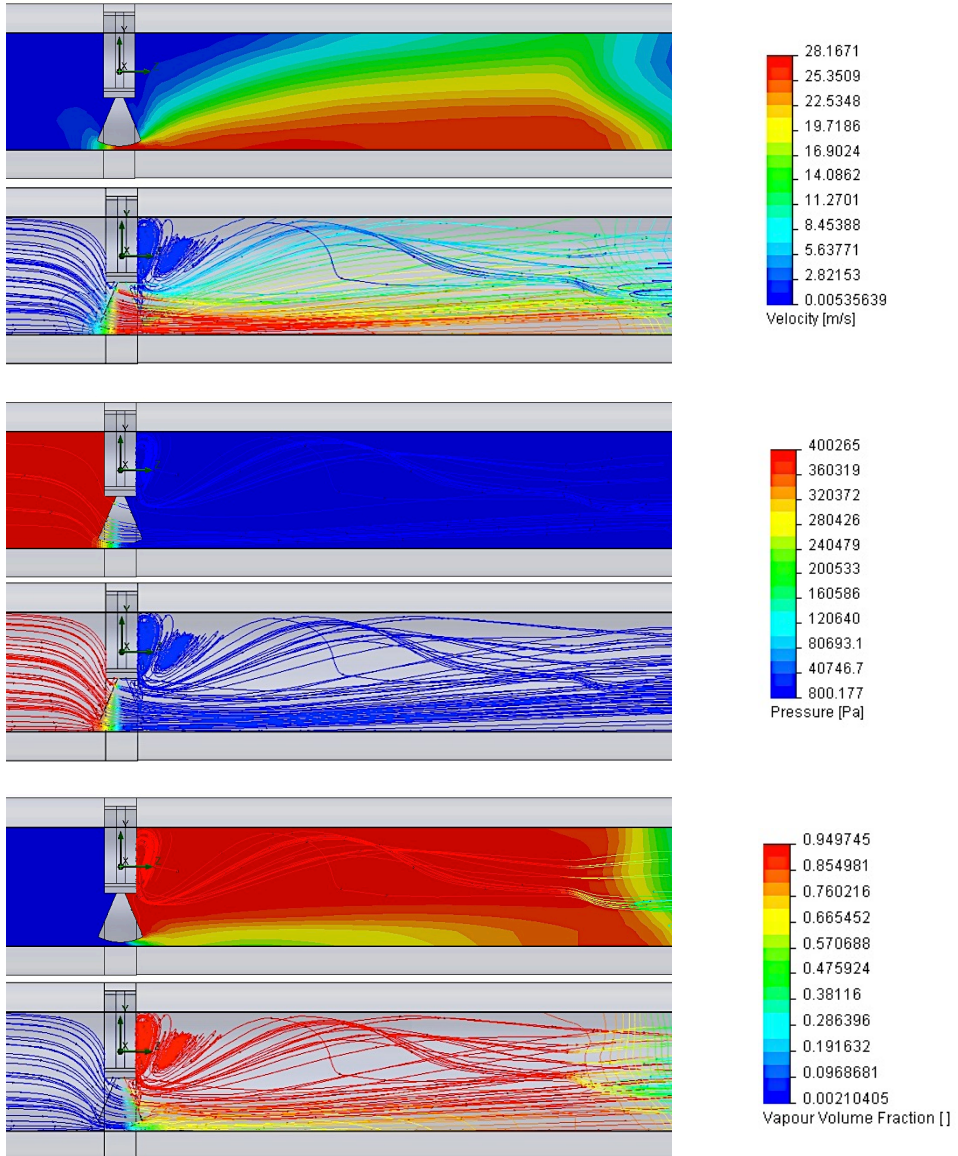 Y
X
Z
28.1671
25.3509
22.5348
19.7186
16.9024
14.0862
11.2701
8.45388
5.63771
2.82153
0.00535639
Velocity [m/s]
Y
X
Y
X
Z
400265
360319
320372
280426
240479
200533
160586
120640
80693.1
40746.7
800.177
Pressure [Pa]
Y
X
Y
X
Z
0.949745
0.854981
0.760216
0.665452
0.570688
0.475924
0.38116
0.286396
0.191632
0.0968681
0.00210405
Vapour Volume Fraction [ ]
Y
X